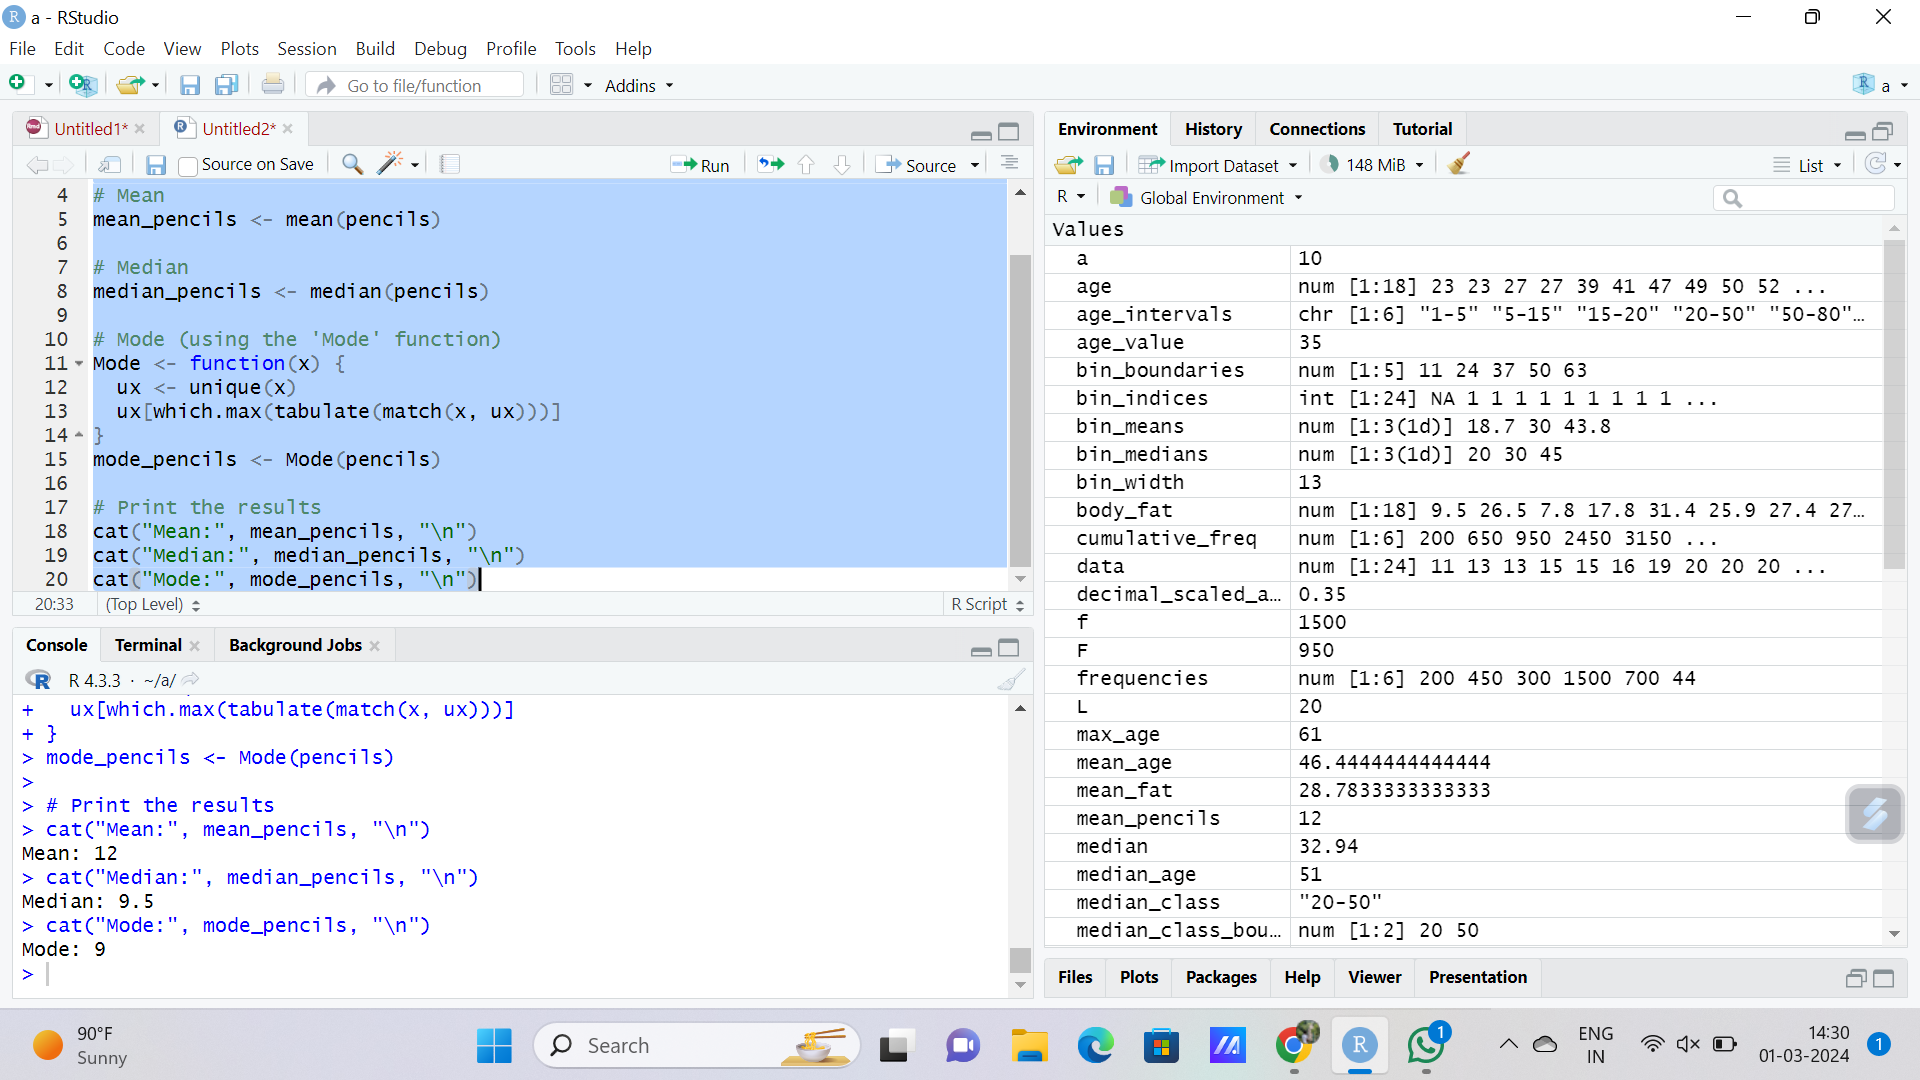 a - RStudio
File Edit Code View Plots Session Build Debug Profile Tools Help
Go to file/function Addins a
Untitled1* Untitled2*
Source on Save Run Source
4 # Mean
5 mean_pencils <- mean(pencils)
6
7 # Median
8 median_pencils <- median(pencils)
9
10 # Mode (using the 'Mode' function)
11 Mode <- function(x) {
12 ux <- unique(x)
13 ux[which.max(tabulate(match(x, ux)))]
14 }
15 mode_pencils <- Mode(pencils)
16
17 # Print the results
18 cat("Mean:", mean_pencils, "\n")
19 cat("Median:", median_pencils, "\n")
20 cat("Mode:", mode_pencils, "\n")
20:33 (Top Level) R Script
Console Terminal Background Jobs
R 4.3.3 · ~/a/
+ ux[which.max(tabulate(match(x, ux)))]
+ }
> mode_pencils <- Mode(pencils)
>
> # Print the results
> cat("Mean:", mean_pencils, "\n")
Mean: 12
> cat("Median:", median_pencils, "\n")
Median: 9.5
> cat("Mode:", mode_pencils, "\n")
Mode: 9
>
Environment History Connections Tutorial
Import Dataset 148 MiB List
R Global Environment
Values
a 10
age num [1:18] 23 23 27 27 39 41 47 49 50 52 ...
age_intervals chr [1:6] "1-5" "5-15" "15-20" "20-50" "50-80"…
age_value 35
bin_boundaries num [1:5] 11 24 37 50 63
bin_indices int [1:24] NA 1 1 1 1 1 1 1 1 1 ...
bin_means num [1:3(1d)] 18.7 30 43.8
bin_medians num [1:3(1d)] 20 30 45
bin_width 13
body_fat num [1:18] 9.5 26.5 7.8 17.8 31.4 25.9 27.4 27…
cumulative_freq num [1:6] 200 650 950 2450 3150 ...
data num [1:24] 11 13 13 15 15 16 19 20 20 20 ...
decimal_scaled_a… 0.35
f 1500
F 950
frequencies num [1:6] 200 450 300 1500 700 44
L 20
max_age 61
mean_age 46.4444444444444
mean_fat 28.7833333333333
mean_pencils 12
median 32.94
median_age 51
median_class "20-50"
median_class_bou… num [1:2] 20 50
Files Plots Packages Help Viewer Presentation
90°F
Sunny
Search
1
ENG
IN
14:30
01-03-2024
1